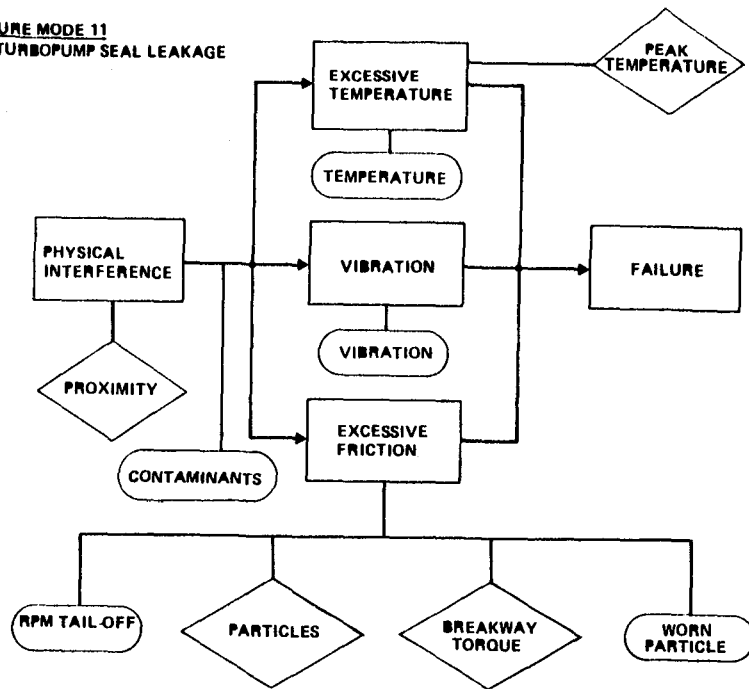 URE MODE 11
TURBOPUMP SEAL LEAKAGE
PEAK
TEMPERATURE
EXCESSIVE
TEMPERATURE
TEMPERATURE
PHYSICAL
INTERFERENCE
VIBRATION
FAILURE
VIBRATION
PROXIMITY
EXCESSIVE
FRICTION
CONTAMINANTS
RPM TAIL-OFF
PARTICLES
BREAKWAY
TORQUE
WORN
PARTICLE